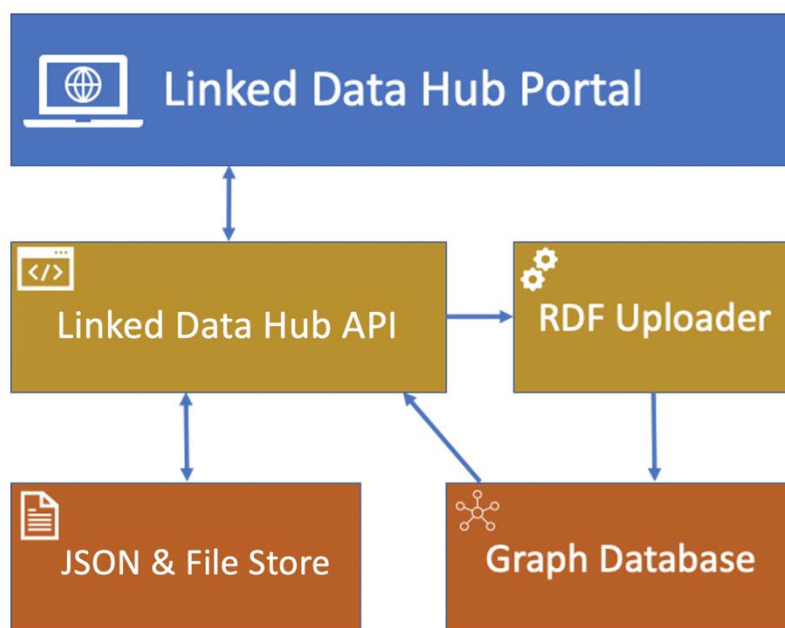 Linked Data Hub Portal
</>
Linked Data Hub API
RDF Uploader
JSON & File Store
Graph Database